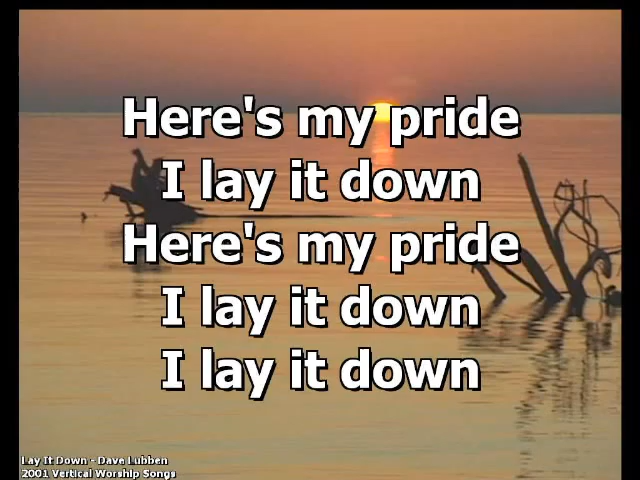 Here's my pride
I lay it down
Here's my pride
I lay it down
I lay it down
Lay It Down - Dave Lubben
2001 Vertical Worship Songs